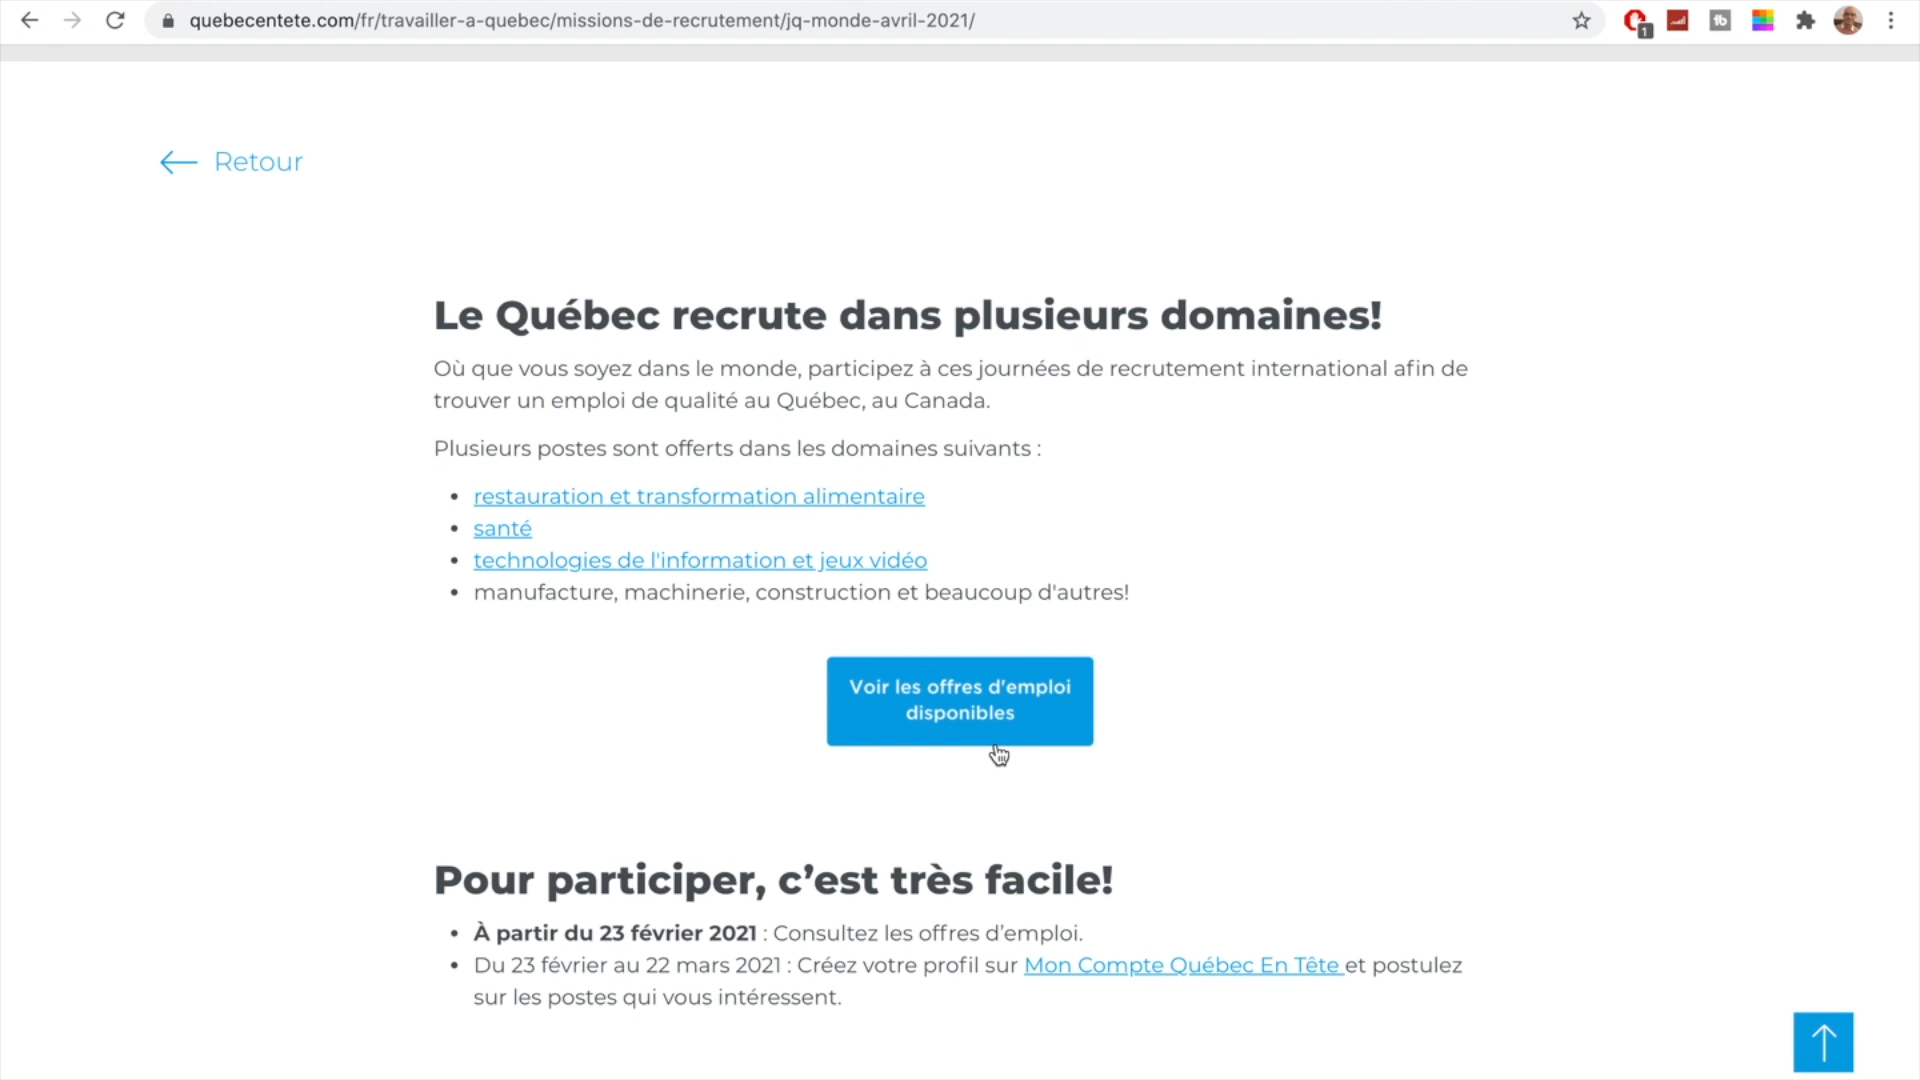 quebecentete.com/fr/travailler-a-quebec/missions-de-recrutement/jq-monde-avril-2021/
1
Retour
Le Québec recrute dans plusieurs domaines!
Où que vous soyez dans le monde, participez à ces journées de recrutement international afin de
trouver un emploi de qualité au Québec, au Canada.
Plusieurs postes sont offerts dans les domaines suivants :
• restauration et transformation alimentaire
• santé
• technologies de l'information et jeux vidéo
• manufacture, machinerie, construction et beaucoup d'autres!
Voir les offres d'emploi
disponibles
Pour participer, c’est très facile!
• À partir du 23 février 2021 : Consultez les offres d’emploi.
• Du 23 février au 22 mars 2021 : Créez votre profil sur Mon Compte Québec En Tête et postulez
sur les postes qui vous intéressent.